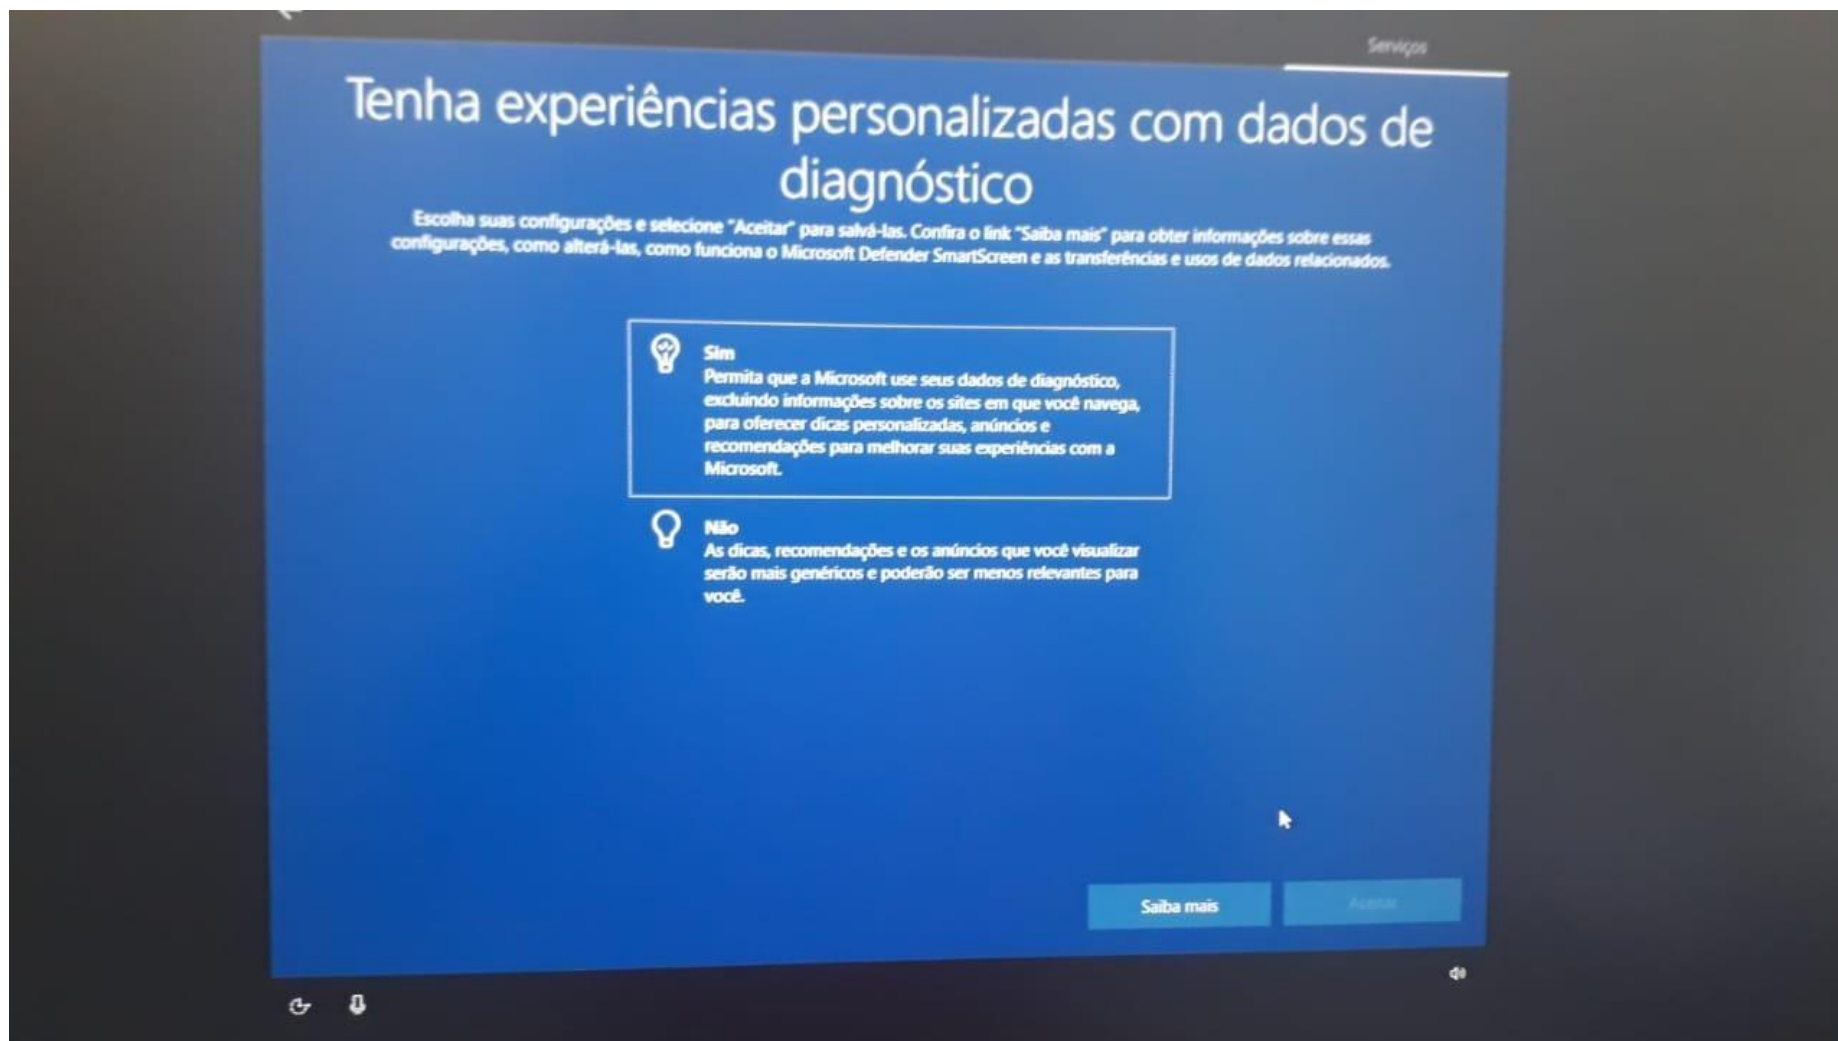 Serviços
Tenha experiências personalizadas com dados de
diagnóstico
Escolha suas configurações e selecione "Aceitar" para salvá-las. Confira o link "Saiba mais" para obter informações sobre essas
configurações, como alterá-las, como funciona o Microsoft Defender SmartScreen e as transferências e usos de dados relacionados.
Sim
Permita que a Microsoft use seus dados de diagnóstico,
excluindo informações sobre os sites em que você navega,
para oferecer dicas personalizadas, anúncios e
recomendações para melhorar suas experiências com a
Microsoft.
Não
As dicas, recomendações e os anúncios que você visualizar
serão mais genéricos e poderão ser menos relevantes para
você.
Saiba mais
Aceitar